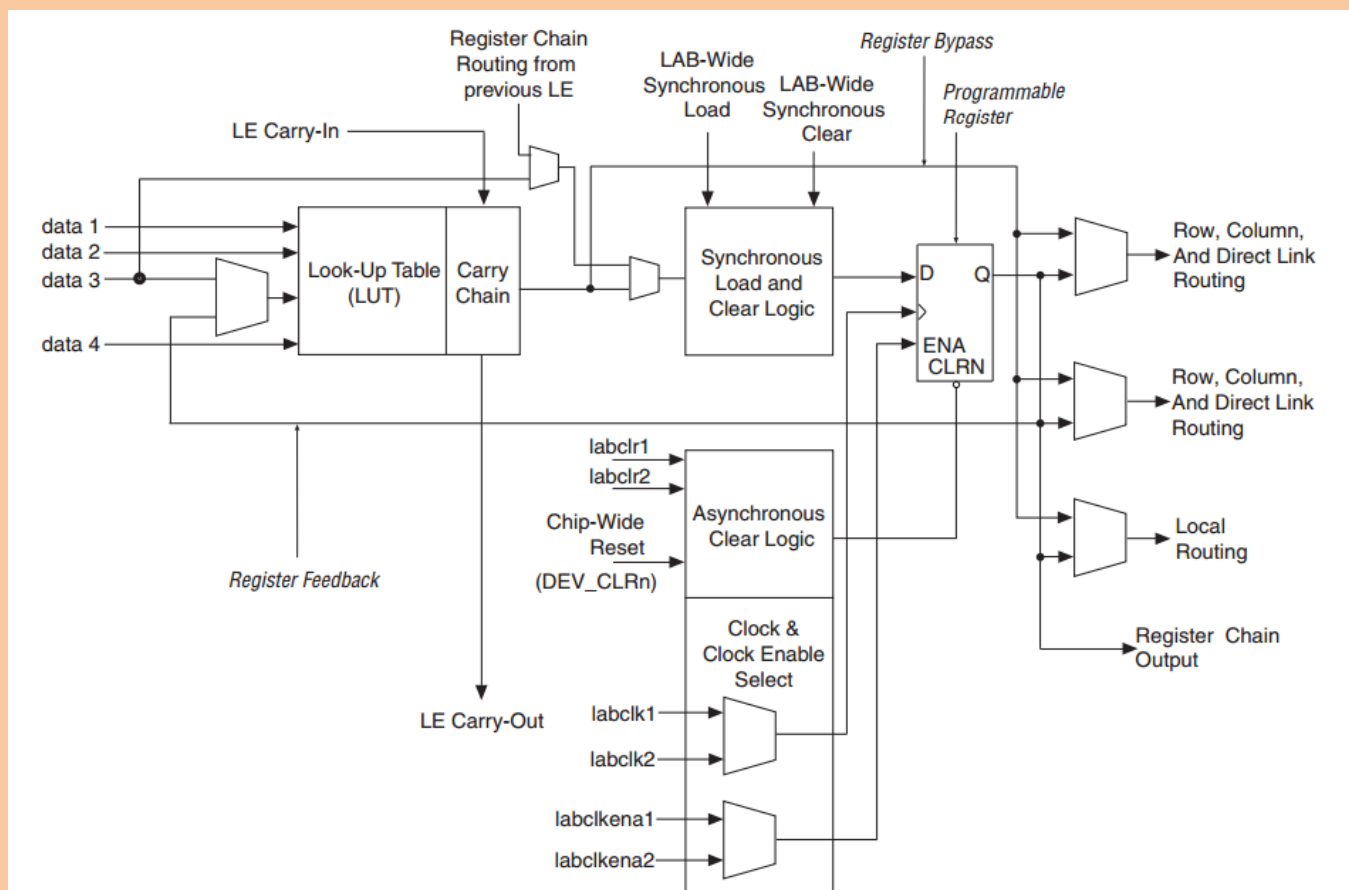 Register Chain
Routing from
previous LE
Register Bypass
LAB-Wide
Synchronous
Load
LAB-Wide
Synchronous
Clear
Programmable
Register
LE Carry-In
data 1
data 2
data 3
data 4
Look-Up Table
(LUT)
Carry
Chain
Synchronous
Load and
Clear Logic
D
Q
ENA
CLRN
Row, Column,
And Direct Link
Routing
Row, Column,
And Direct Link
Routing
Local
Routing
Register Chain
Output
Register Feedback
labclr1
labclr2
Chip-Wide
Reset
(DEV_CLRn)
Asynchronous
Clear Logic
Clock &
Clock Enable
Select
LE Carry-Out
labclk1
labclk2
labclkena1
labclkena2